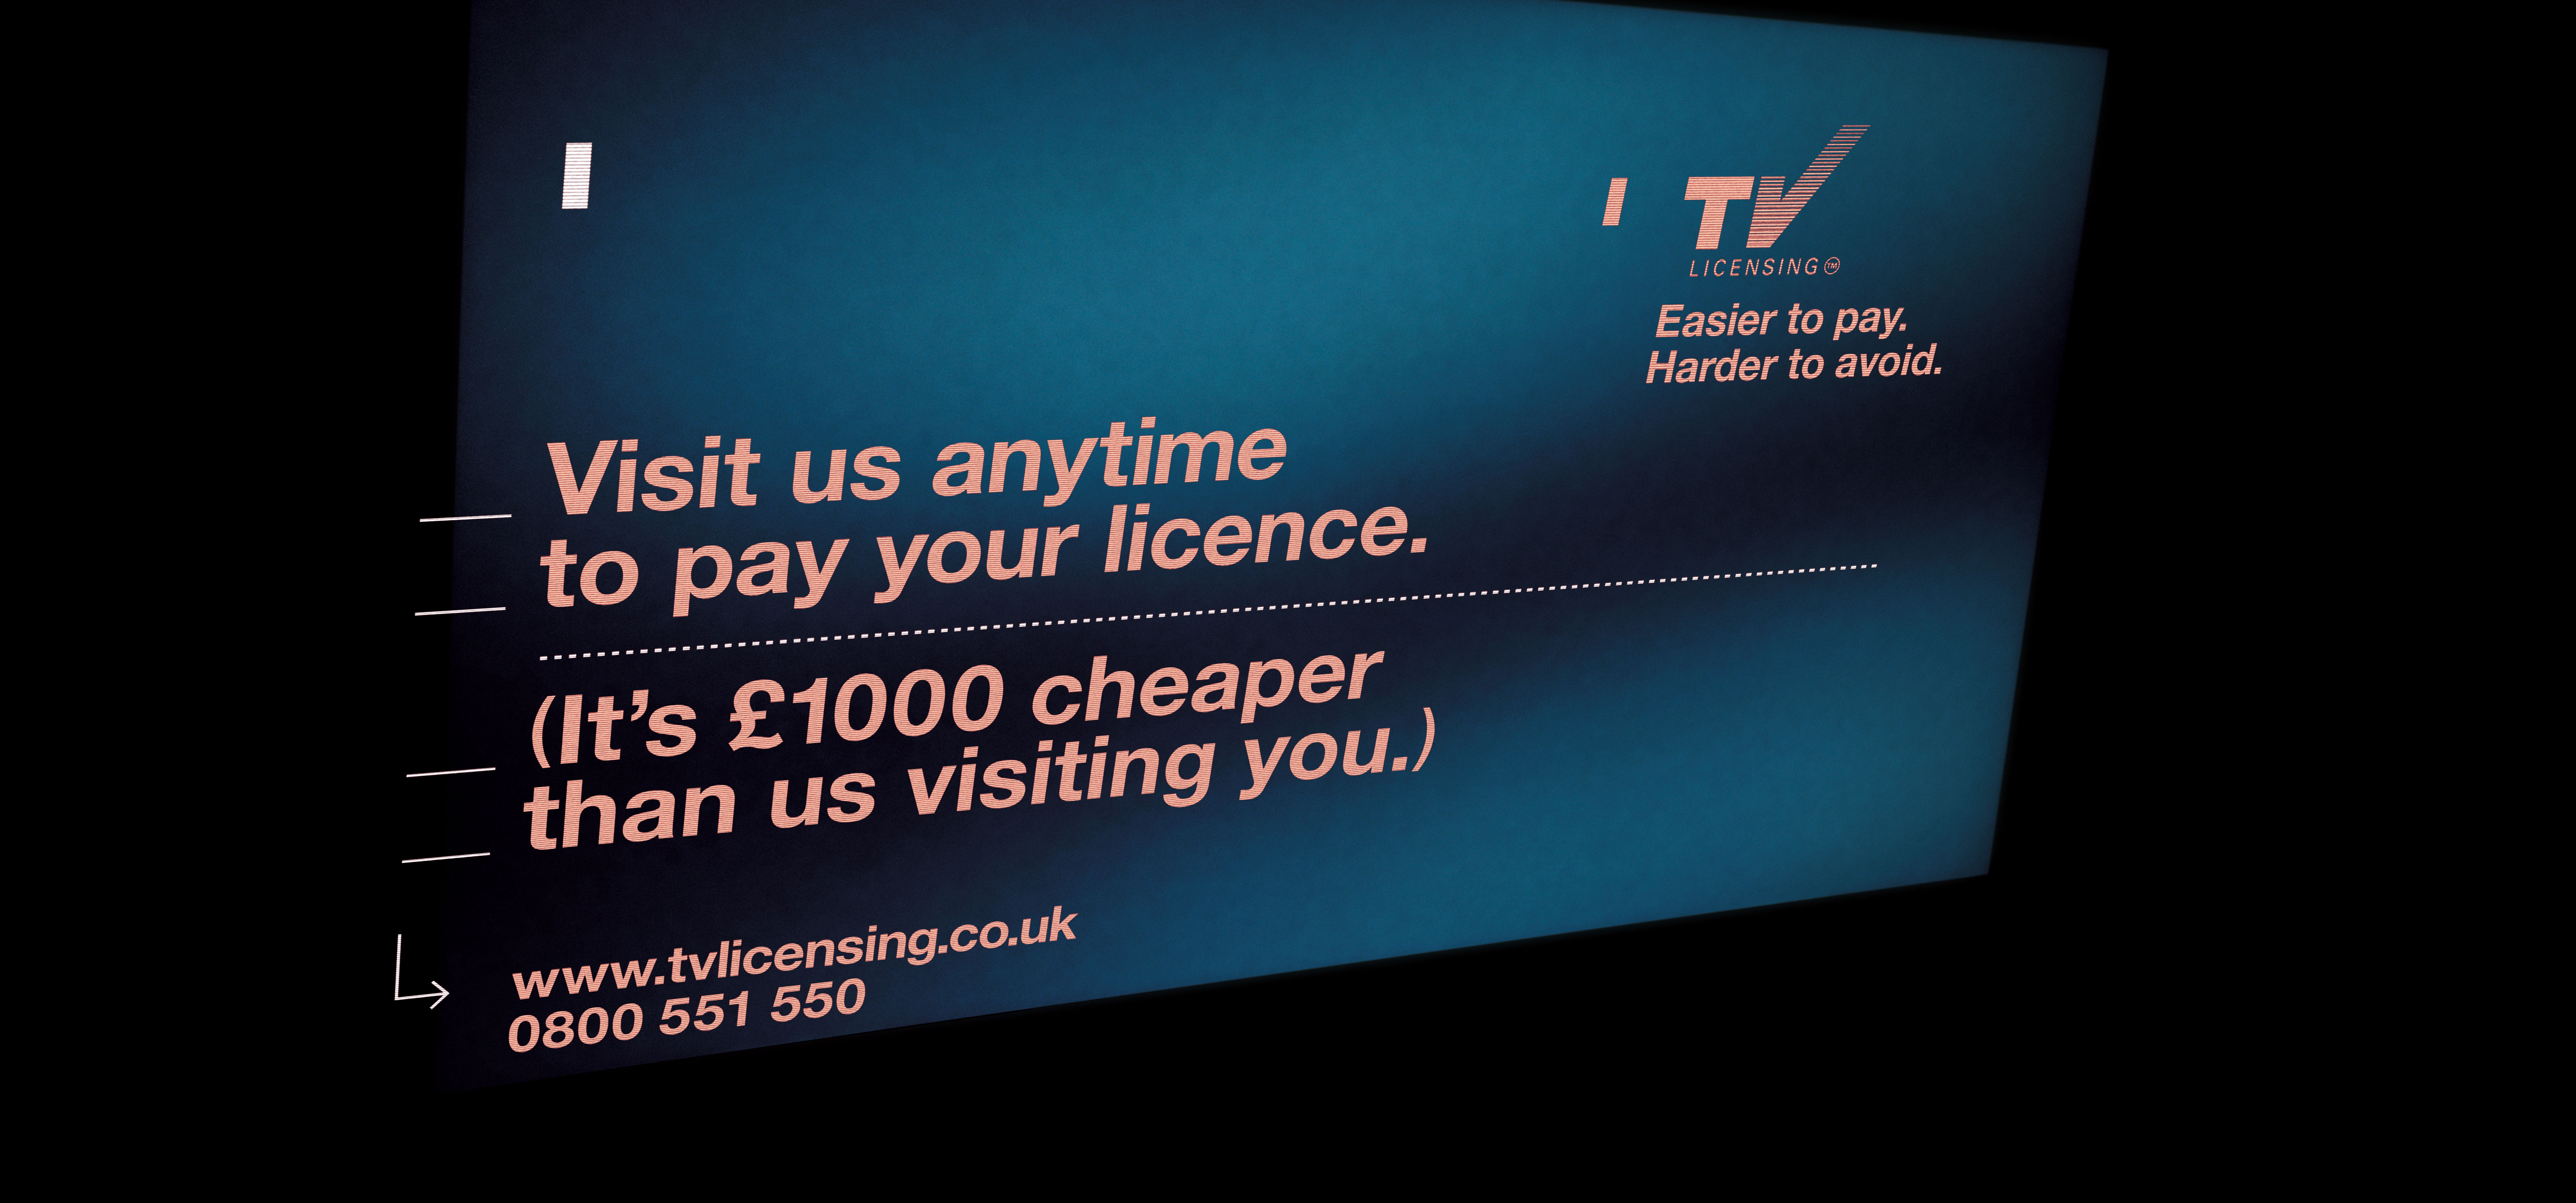 TV
LICENSING™
Easier to pay.
Harder to avoid.
Visit us anytime
to pay your licence.
(It's £1000 cheaper
than us visiting you.)
www.tvlicensing.co.uk
0800 551 550